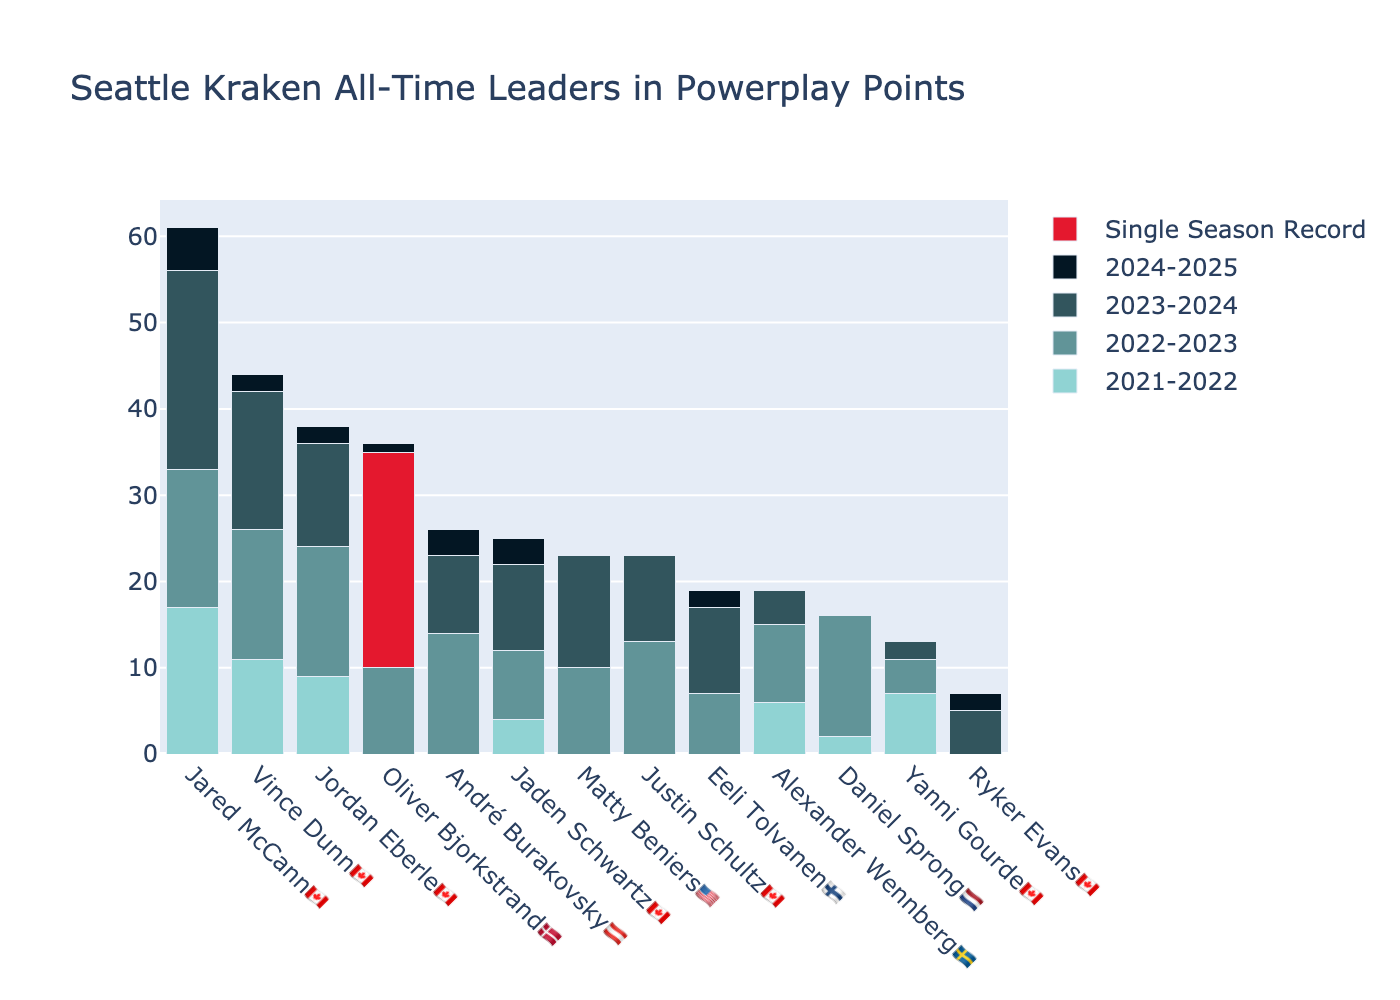 Seattle Kraken All-Time Leaders in Powerplay Points
Single Season Record
2024-2025
2023-2024
2022-2023
2021-2022
60
50
40
30
20
10
0
Jared McCann🇨🇦
Vince Dunn🇨🇦
Jordan Eberle🇨🇦
Oliver Bjorkstrand🇩🇰
André Burakovsky🇦🇹
Jaden Schwartz🇨🇦
Matty Beniers🇺🇸
Justin Schultz🇨🇦
Eeli Tolvanen🇫🇮
Alexander Wennberg🇸🇪
Daniel Sprong🇳🇱
Yanni Gourde🇨🇦
Ryker Evans🇨🇦